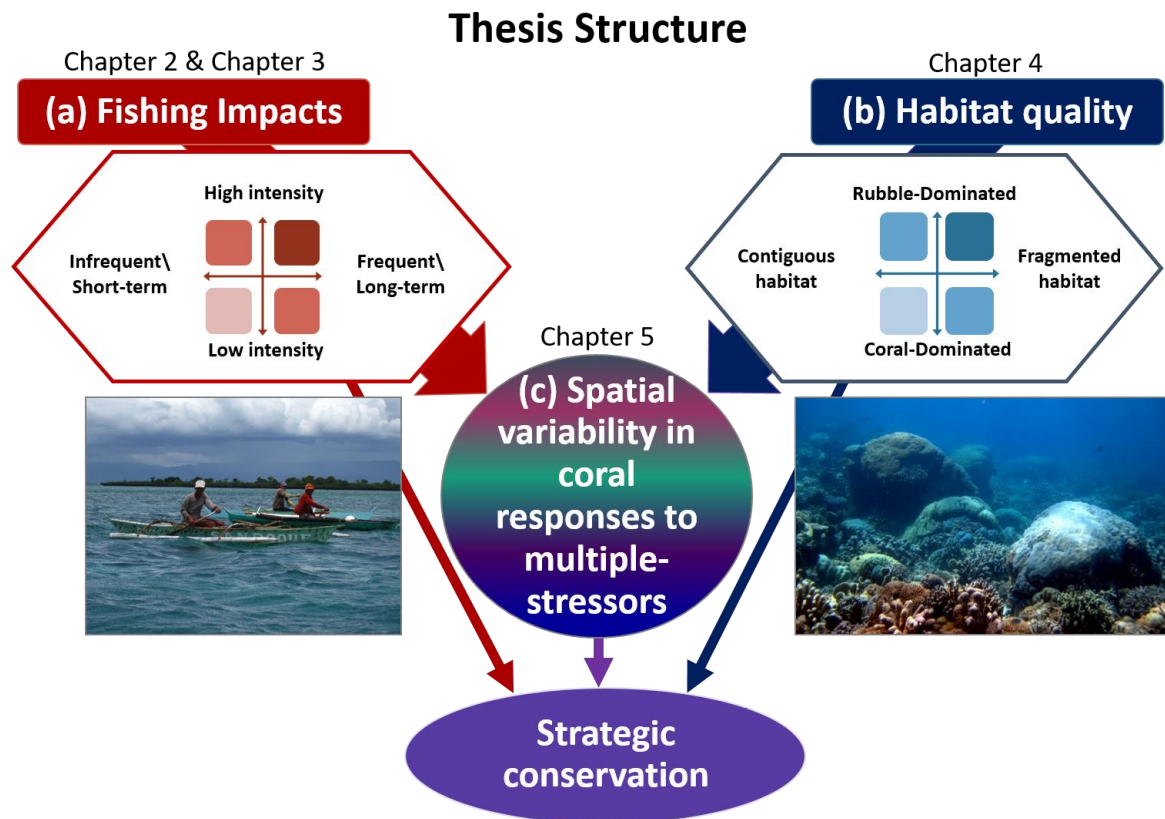 Thesis Structure
Chapter 2 & Chapter 3
(a) Fishing Impacts
High intensity
Infrequent\
Short-term
Frequent\
Long-term
Low intensity
Chapter 4
(b) Habitat quality
Rubble-Dominated
Contiguous
habitat
Fragmented
habitat
Coral-Dominated
Chapter 5
(c) Spatial
variability in
coral
responses to
multiple-
stressors
Strategic
conservation